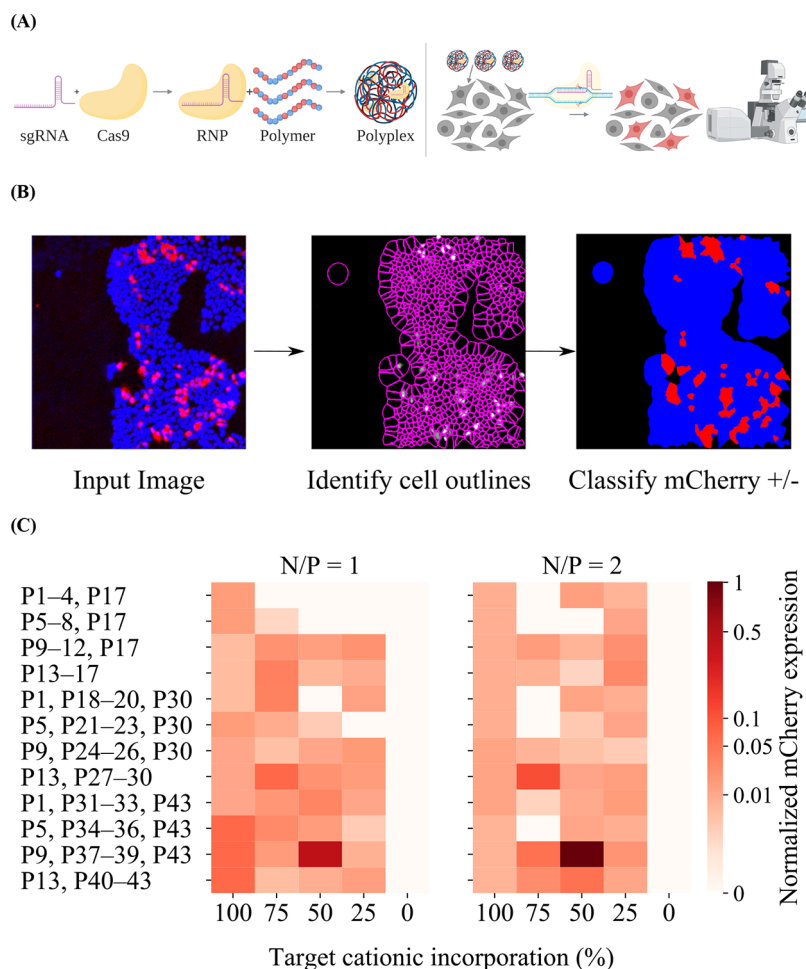 (A)
sgRNA + Cas9 RNP + Polymer Polyplex
(B)
Input Image Identify cell outlines Classify mCherry +/-
(C)
N/P = 1 N/P = 2
P1–4, P17
P5–8, P17
P9–12, P17
P13–17
P1, P18–20, P30
P5, P21–23, P30
P9, P24–26, P30
P13, P27–30
P1, P31–33, P43
P5, P34–36, P43
P9, P37–39, P43
P13, P40–43
100 75 50 25 0 100 75 50 25 0
Target cationic incorporation (%)
1
0.5
0.1
0.05
0.01
0
Normalized mCherry expression